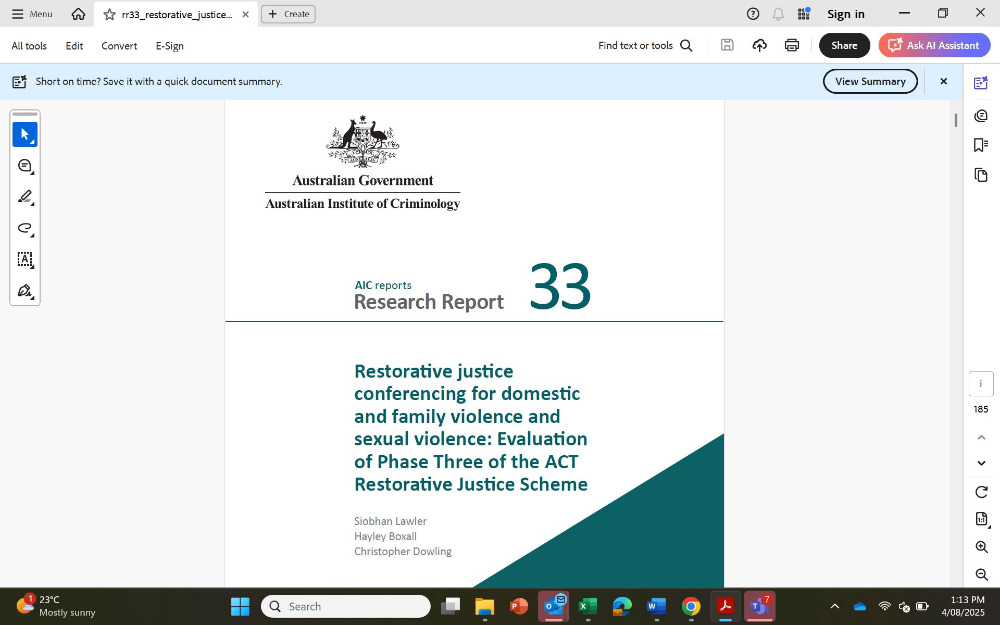 Menu
rr33_restorative_justice...
Create
Sign in
All tools
Edit
Convert
E-Sign
Find text or tools
Share
Ask AI Assistant
Short on time? Save it with a quick document summary.
View Summary
AUSTRALIA
Australian Government
Australian Institute of Criminology
AIC reports
Research Report 33
Restorative justice
conferencing for domestic
and family violence and
sexual violence: Evaluation
of Phase Three of the ACT
Restorative Justice Scheme
Siobhan Lawler
Hayley Boxall
Christopher Dowling
i
185
1
23°C
Mostly sunny
Search
7
1:13 PM
4/08/2025